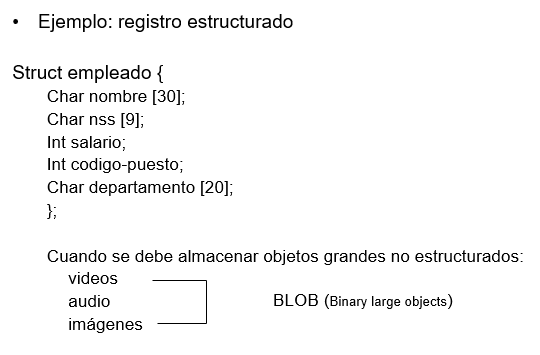 • Ejemplo: registro estructurado
Struct empleado {
Char nombre [30];
Char nss [9];
Int salario;
Int codigo-puesto;
Char departamento [20];
};
Cuando se debe almacenar objetos grandes no estructurados:
videos
audio BLOB (Binary large objects)
imágenes